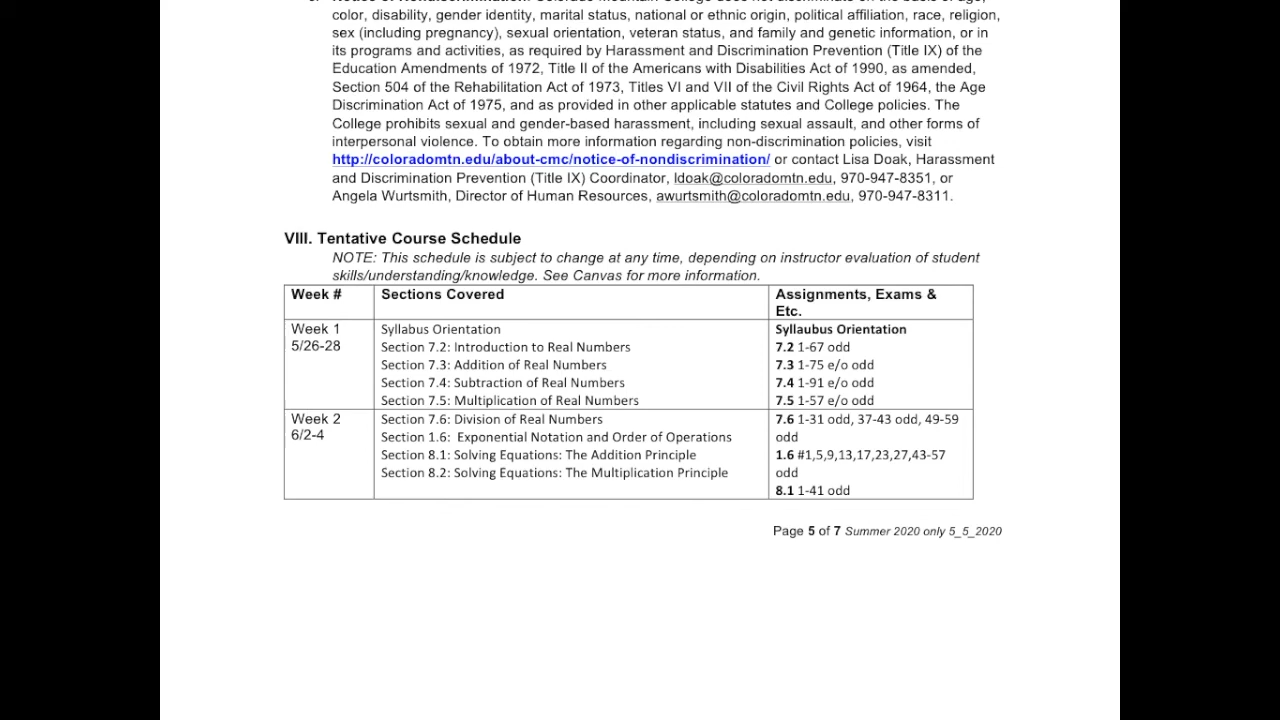 color, disability, gender identity, marital status, national or ethnic origin, political affiliation, race, religion,
sex (including pregnancy), sexual orientation, veteran status, and family and genetic information, or in
its programs and activities, as required by Harassment and Discrimination Prevention (Title IX) of the
Education Amendments of 1972, Title II of the Americans with Disabilities Act of 1990, as amended,
Section 504 of the Rehabilitation Act of 1973, Titles VI and VII of the Civil Rights Act of 1964, the Age
Discrimination Act of 1975, and as provided in other applicable statutes and College policies. The
College prohibits sexual and gender-based harassment, including sexual assault, and other forms of
interpersonal violence. To obtain more information regarding non-discrimination policies, visit
http://coloradomtn.edu/about-cmc/notice-of-nondiscrimination/ or contact Lisa Doak, Harassment
and Discrimination Prevention (Title IX) Coordinator, ldoak@coloradomtn.edu, 970-947-8351, or
Angela Wurtsmith, Director of Human Resources, awurtsmith@coloradomtn.edu, 970-947-8311.
VIII. Tentative Course Schedule
NOTE: This schedule is subject to change at any time, depending on instructor evaluation of student
skills/understanding/knowledge. See Canvas for more information.
Week # Sections Covered Assignments, Exams &
Etc.
Week 1 Syllabus Orientation Syllaubus Orientation
5/26-28 Section 7.2: Introduction to Real Numbers 7.2 1-67 odd
Section 7.3: Addition of Real Numbers 7.3 1-75 e/o odd
Section 7.4: Subtraction of Real Numbers 7.4 1-91 e/o odd
Section 7.5: Multiplication of Real Numbers 7.5 1-57 e/o odd
Week 2 Section 7.6: Division of Real Numbers 7.6 1-31 odd, 37-43 odd, 49-59
6/2-4 Section 1.6: Exponential Notation and Order of Operations odd
Section 8.1: Solving Equations: The Addition Principle 1.6 #1,5,9,13,17,23,27,43-57
Section 8.2: Solving Equations: The Multiplication Principle odd
8.1 1-41 odd
Page 5 of 7 Summer 2020 only 5_5_2020